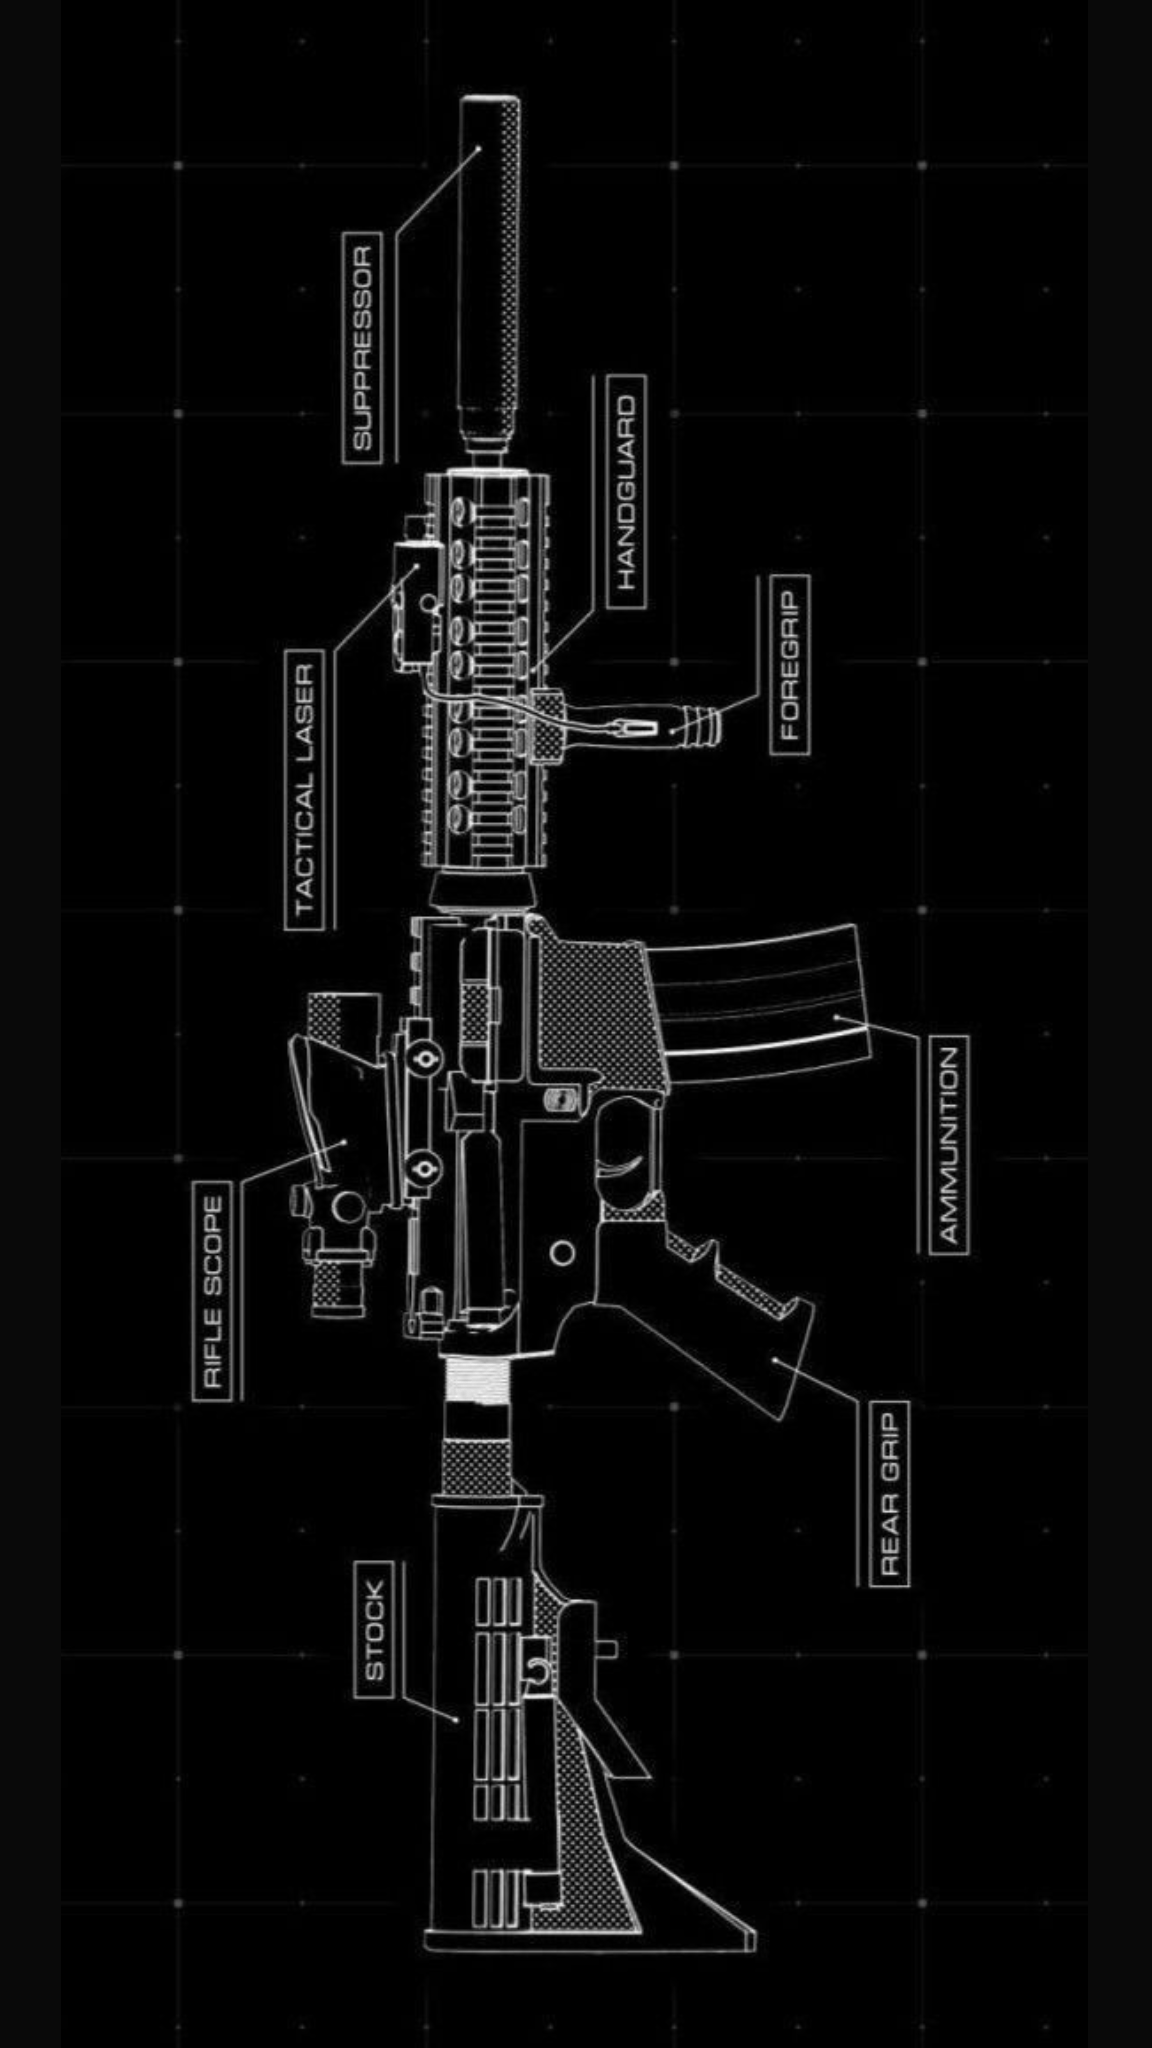 SUPPRESSOR
HANDGUARD
FOREGRIP
TACTICAL LASER
AMMUNITION
RIFLE SCOPE
REAR GRIP
STOCK